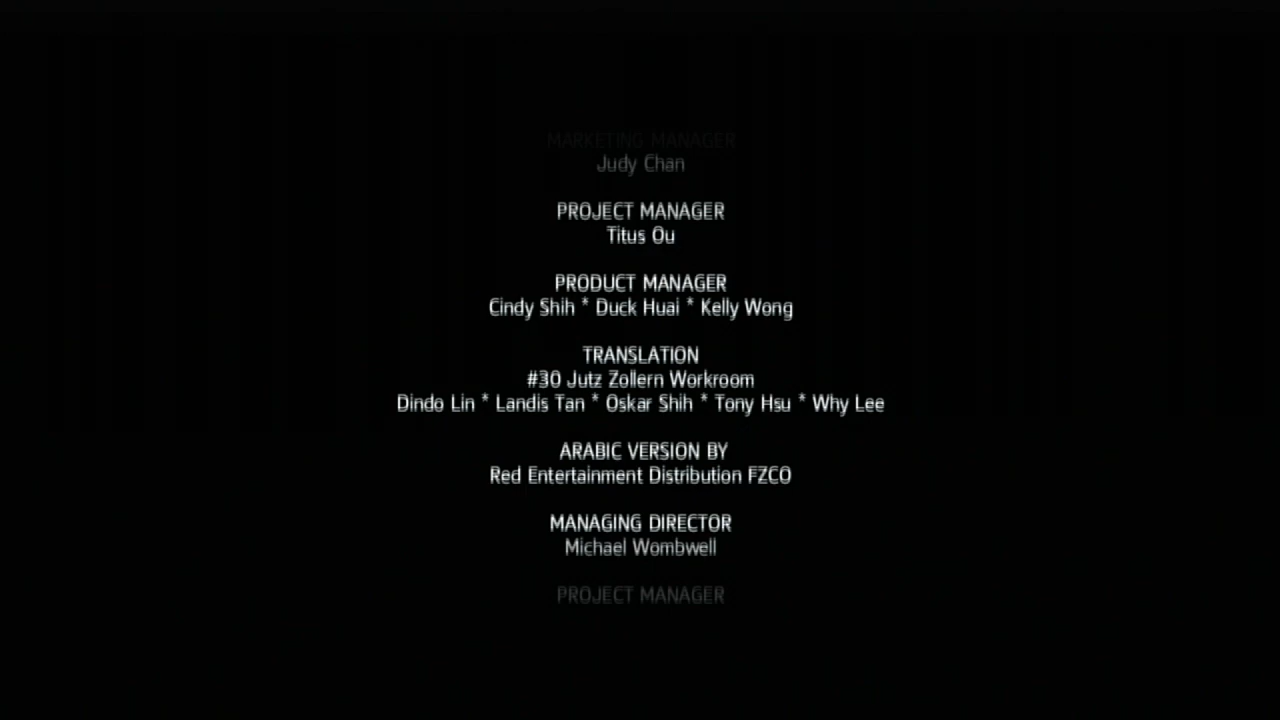 MARKETING MANAGER
Judy Chan
PROJECT MANAGER
Titus Ou
PRODUCT MANAGER
Cindy Shih * Duck Huai * Kelly Wong
TRANSLATION
#30 Jutz Zollern Workroom
Dindo Lin * Landis Tan * Oskar Shih * Tony Hsu * Why Lee
ARABIC VERSION BY
Red Entertainment Distribution FZCO
MANAGING DIRECTOR
Michael Wombwell
PROJECT MANAGER